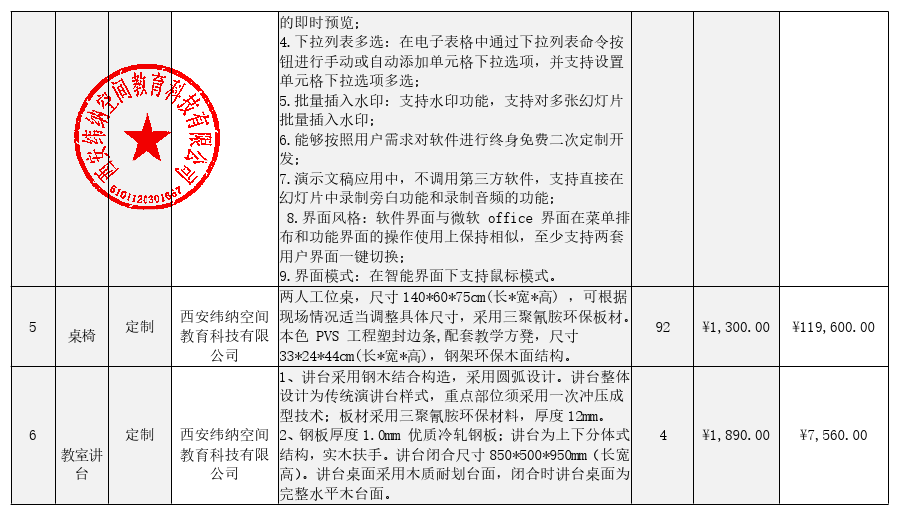 的即时预览;
4.下拉列表多选: 在电子表格中通过下拉列表命令按
钮进行手动或自动添加单元格下拉选项, 并支持设置
单元格下拉选项多选;
5.批量插入水印: 支持水印功能, 支持对多张幻灯片
批量插入水印;
6.能够按照用户需求对软件进行终身免费二次定制开
发;
7.演示文稿应用中, 不调用第三方软件, 支持直接在
幻灯片中录制旁白功能和录制音频的功能;
8.界面风格: 软件界面与微软 office 界面在菜单排
布和功能界面的操作使用上保持相似, 至少支持两套
用户界面一键切换;
9.界面模式: 在智能界面下支持鼠标模式。
西安纬纳空间教育科技有限公司
5
桌椅
定制
西安纬纳空间
教育科技有限
公司
两人工位桌, 尺寸 140*60*75cm(长*宽*高) , 可根据
现场情况适当调整具体尺寸, 采用三聚氰胺环保板材。
本色 PVS 工程塑封边条,配套教学方凳, 尺寸
33*24*44cm(长*宽*高), 钢架环保木面结构。
92
¥1,300.00
¥119,600.00
6
教室讲
台
定制
西安纬纳空间
教育科技有限
公司
1、讲台采用钢木结合构造, 采用圆弧设计。讲台整体
设计为传统演讲台样式, 重点部位须采用一次冲压成
型技术; 板材采用三聚氰胺环保材料, 厚度 12mm。
2、钢板厚度 1.0mm 优质冷轧钢板; 讲台为上下分体式
结构, 实木扶手。讲台闭合尺寸 850*500*950mm（长宽
高）。讲台桌面采用木质耐划台面, 闭合时讲台桌面为
完整水平木台面。
4
¥1,890.00
¥7,560.00